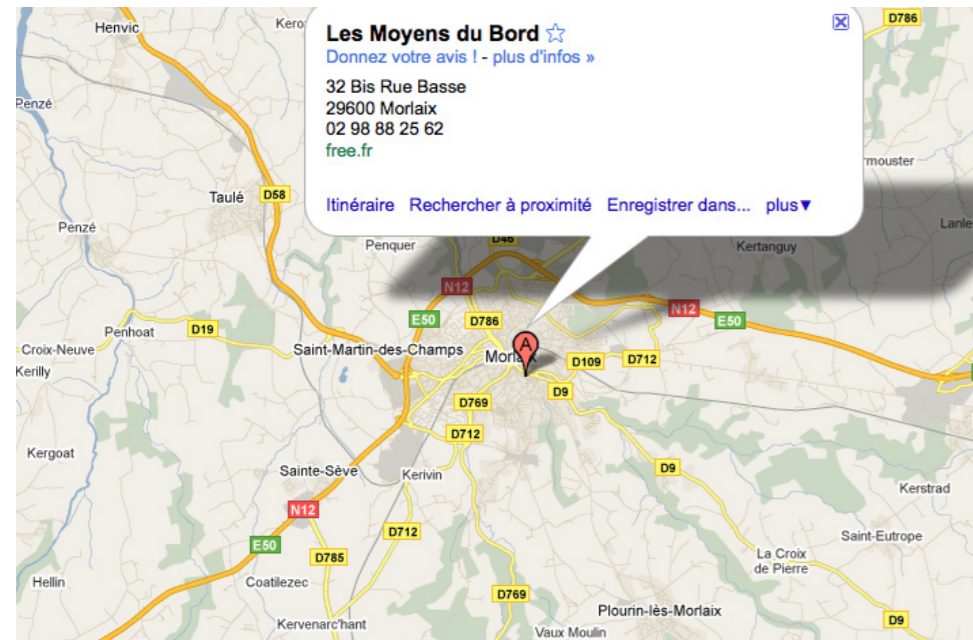 Les Moyens du Bord
Donnez votre avis ! - plus d'infos »
32 Bis Rue Basse
29600 Morlaix
02 98 88 25 62
free.fr
Itinéraire Rechercher à proximité Enregistrer dans... plus▼
Henvic
D786
Penzé
Taulé
D58
Penzé
Penquer
D46
Kertanguy
N12
N12
E50
D786
E50
Penhoat
D19
Croix-Neuve
Saint-Martin-des-Champs
Morlaix
A
D109
D712
Kerilly
D9
D769
D712
Kergoat
Sainte-Sève
Kerivin
D9
Kerstrad
N12
D712
Saint-Eutrope
E50
D785
La Croix
de Pierre
Hellin
Coatilezec
D769
Plourin-lès-Morlaix
Kervenarc'hant
Vaux Moulin
D9